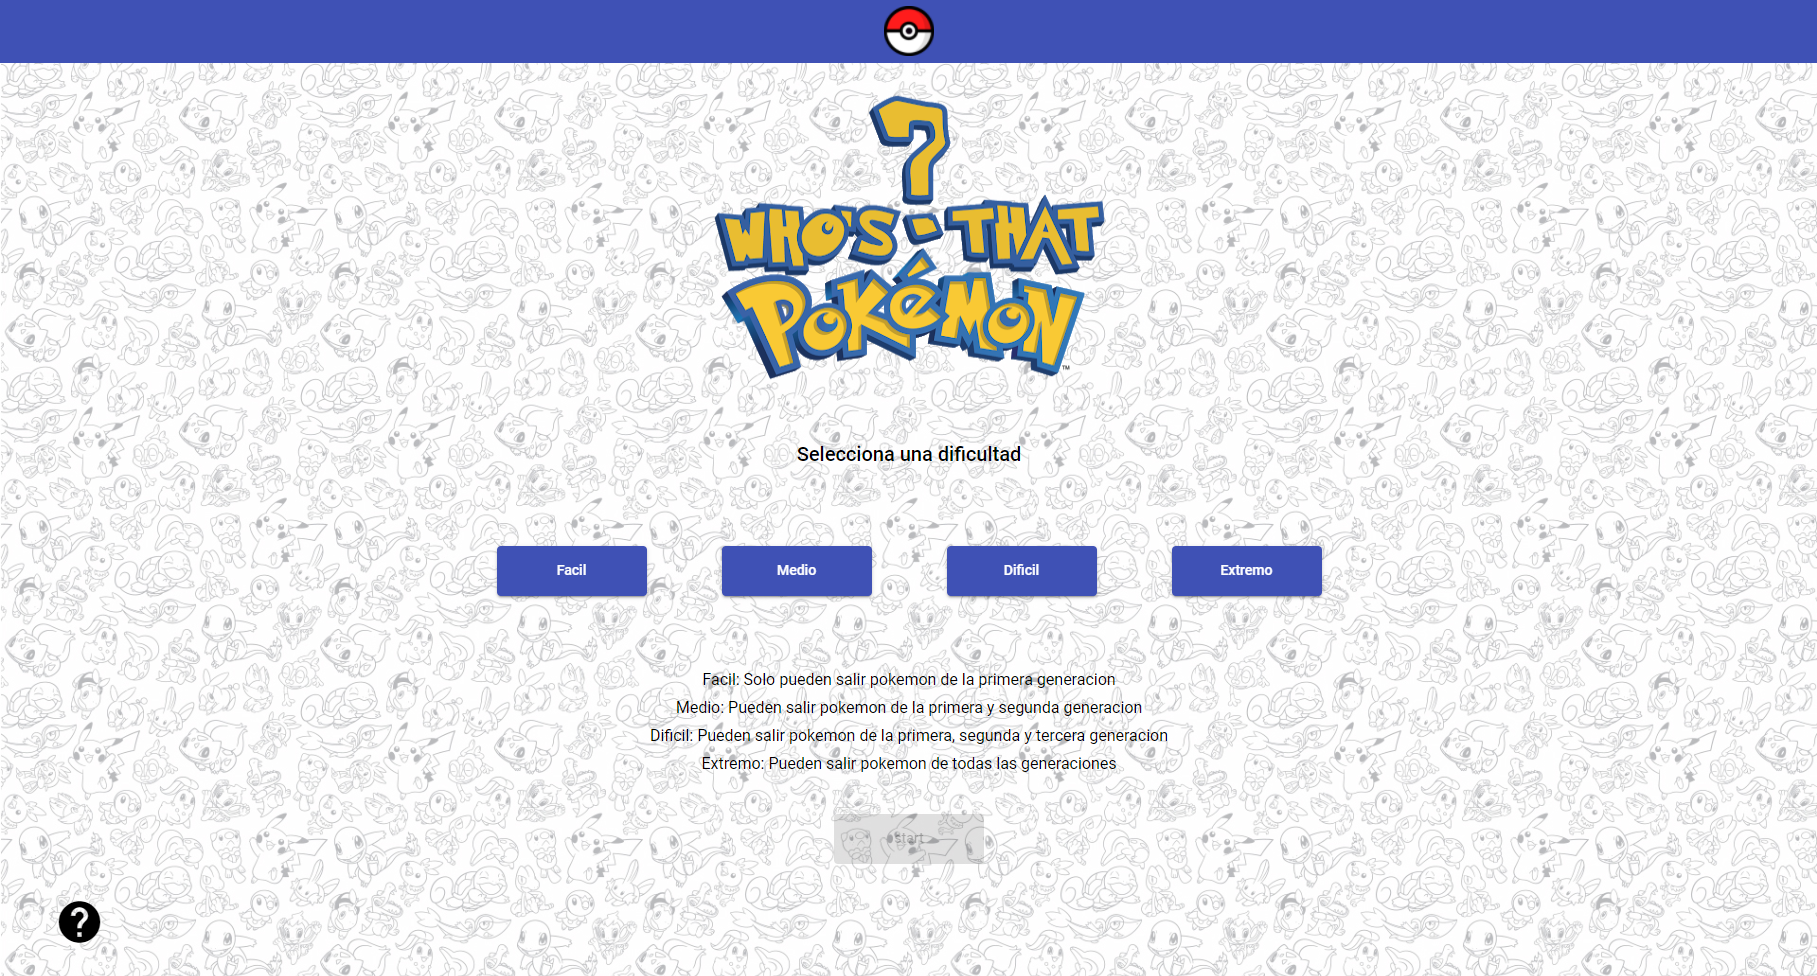 ?
WHO'S - THAT
POKéMON
™
Selecciona una dificultad
Facil
Medio
Dificil
Extremo
Facil: Solo pueden salir pokemon de la primera generacion
Medio: Pueden salir pokemon de la primera y segunda generacion
Dificil: Pueden salir pokemon de la primera, segunda y tercera generacion
Extremo: Pueden salir pokemon de todas las generaciones
start
?